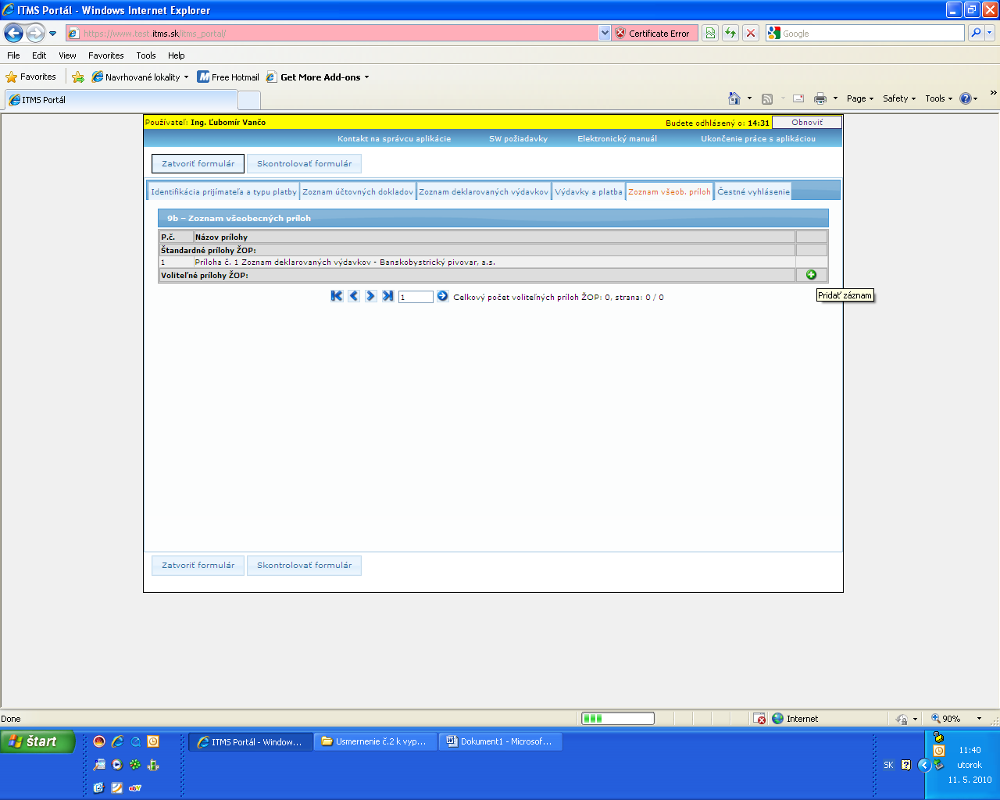 ITMS Portál - Windows Internet Explorer
https://www.test.itms.sk/itms_portal/
Certificate Error
Google
File Edit View Favorites Tools Help
Favorites Navrhované lokality Free Hotmail Get More Add-ons
ITMS Portál
Page Safety Tools
Používateľ: Ing. Ľubomír Vančo
Budete odhlásený o: 14:31 Obnoviť
Kontakt na správcu aplikácie SW požiadavky Elektronický manuál Ukončenie práce s aplikáciou
Zatvoriť formulár Skontrolovať formulár
Identifikácia prijímateľa a typu platby Zoznam účtovných dokladov Zoznam deklarovaných výdavkov Výdavky a platba Zoznam všeob. príloh Čestné vyhlásenie
9b – Zoznam všeobecných príloh
P.č. Názov prílohy
Štandardné prílohy ŽOP:
1 Príloha č. 1 Zoznam deklarovaných výdavkov - Banskobystrický pivovar, a.s.
Voliteľné prílohy ŽOP:
1 Celkový počet voliteľných príloh ŽOP: 0, strana: 0 / 0
Pridať záznam
Zatvoriť formulár Skontrolovať formulár
Done Internet 90%
štart
ITMS Portál - Window... Usmernenie č.2 k vyp... Dokument1 - Microsof...
SK
11:40
utorok
11. 5. 2010